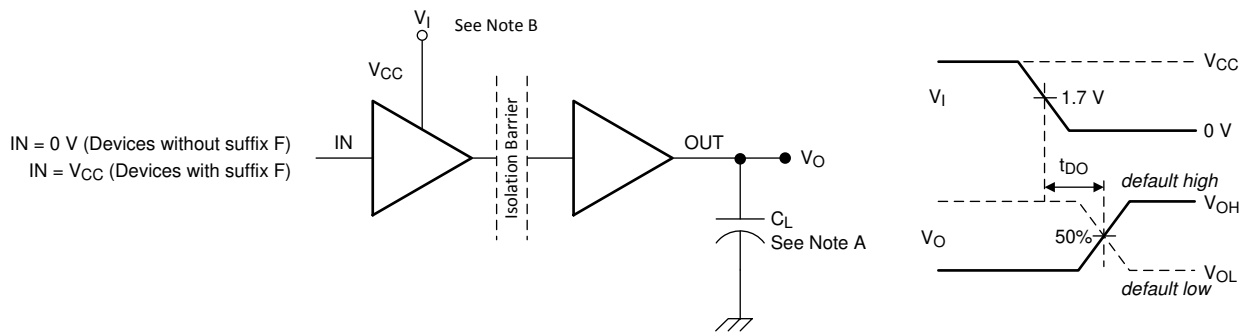 V_I
See Note B
V_CC
IN = 0 V (Devices without suffix F)
IN = V_CC (Devices with suffix F)
IN
Isolation Barrier
OUT
V_O
C_L
See Note A
V_CC
V_I
1.7 V
0 V
t_DO
default high
V_OH
V_O
50%
V_OL
default low